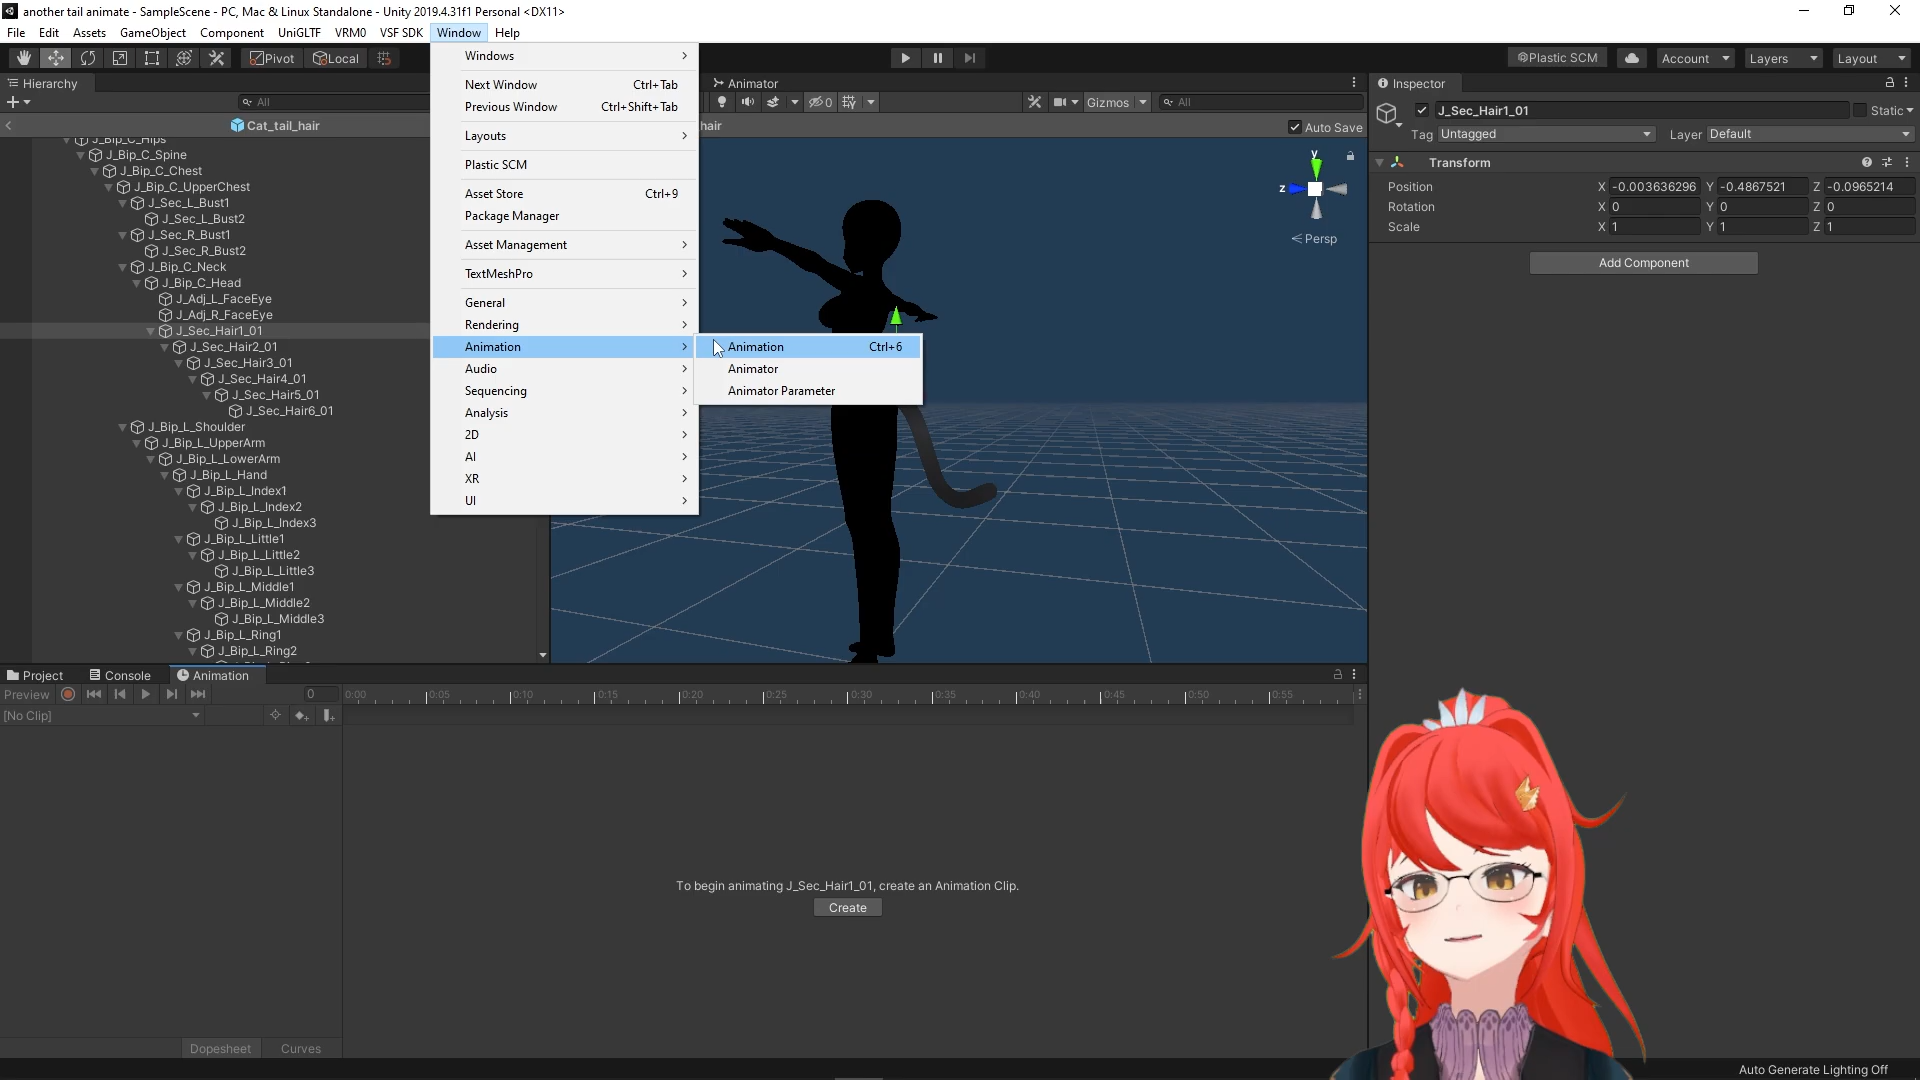 another tail animate - SampleScene - PC, Mac & Linux Standalone - Unity 2019.4.31f1 Personal <DX11>
File Edit Assets GameObject Component UniGLTF VRM0 VSF SDK Window Help
Pivot Local Plastic SCM Account Layers Layout
Hierarchy
All
Cat_tail_hair
J_Bip_C_Hips
J_Bip_C_Spine
J_Bip_C_Chest
J_Bip_C_UpperChest
J_Sec_L_Bust1
J_Sec_L_Bust2
J_Sec_R_Bust1
J_Sec_R_Bust2
J_Bip_C_Neck
J_Bip_C_Head
J_Adj_L_FaceEye
J_Adj_R_FaceEye
J_Sec_Hair1_01
J_Sec_Hair2_01
J_Sec_Hair3_01
J_Sec_Hair4_01
J_Sec_Hair5_01
J_Sec_Hair6_01
J_Bip_L_Shoulder
J_Bip_L_UpperArm
J_Bip_L_LowerArm
J_Bip_L_Hand
J_Bip_L_Index1
J_Bip_L_Index2
J_Bip_L_Index3
J_Bip_L_Little1
J_Bip_L_Little2
J_Bip_L_Little3
J_Bip_L_Middle1
J_Bip_L_Middle2
J_Bip_L_Middle3
J_Bip_L_Ring1
J_Bip_L_Ring2
Windows
Next Window Ctrl+Tab
Previous Window Ctrl+Shift+Tab
Layouts
Plastic SCM
Asset Store Ctrl+9
Package Manager
Asset Management
TextMeshPro
General
Rendering
Animation
Audio
Sequencing
Analysis
2D
AI
XR
UI
Animation Ctrl+6
Animator
Animator Parameter
Animator
0 Gizmos All
hair Auto Save
y
z
Persp
Inspector
J_Sec_Hair1_01 Static
Tag Untagged Layer Default
Transform
Position X -0.003636296 Y -0.4867521 Z -0.0965214
Rotation X 0 Y 0 Z 0
Scale X 1 Y 1 Z 1
Add Component
Project Console Animation
Preview 0 0:00 0:05 0:10 0:15 0:20 0:25 0:30 0:35 0:40 0:45 0:50 0:55
[No Clip]
To begin animating J_Sec_Hair1_01, create an Animation Clip.
Create
Dopesheet Curves
Auto Generate Lighting Off